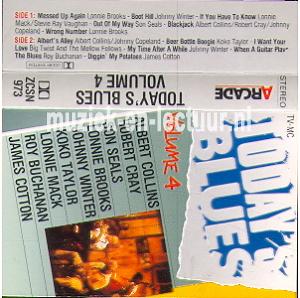 SIDE 1: Messed Up Again Lonnie Brooks - Boot Hill Johnny Winter - If You Have To Know Lonnie
Mack/Stevie Ray Vaughan - Out Of My Way Son Seals - Blackjack Albert Collins/Robert Cray/Johnny
Copeland - Wrong Number Lonnie Brooks
SIDE 2: Albert's Alley Albert Collins/Johnny Copeland - Beer Bottle Boogie Koko Taylor - I Want Your
Love Big Twist And The Mellow Fellows - My Time After A While Johnny Winter - When A Guitar Play*
The Blues Roy Buchanan - Diggin' My Potatoes James Cotton
ZCSN
973
TODAY'S BLUES
VOLUME 4
ARCADE
STEREO
TV-MC
muziek-en-lectuur.nl
TODAY'S
BLUES
VOLUME 4
ALBERT COLLINS
ROBERT CRAY
SON SEALS
LONNIE BROOKS
JOHNNY WINTER
KOKO TAYLOR
LONNIE MACK
ROY BUCHANAN
JAMES COTTON